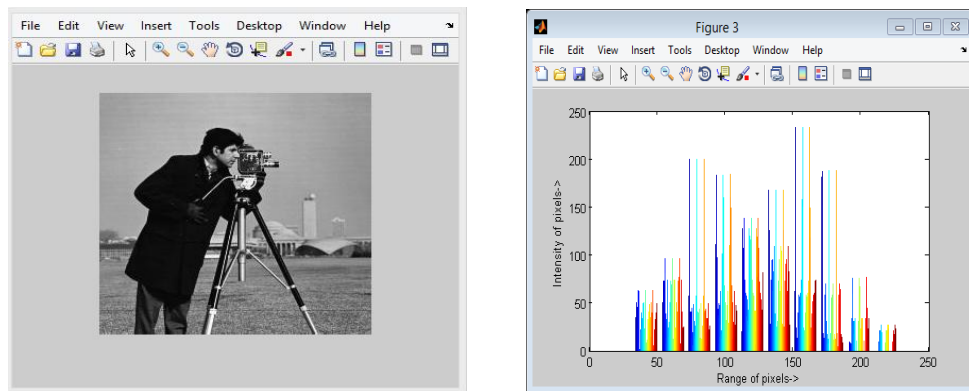 File Edit View Insert Tools Desktop Window Help
Figure 3
File Edit View Insert Tools Desktop Window Help
250
200
150
100
50
0
Intensity of pixels->
0 50 100 150 200 250
Range of pixels->